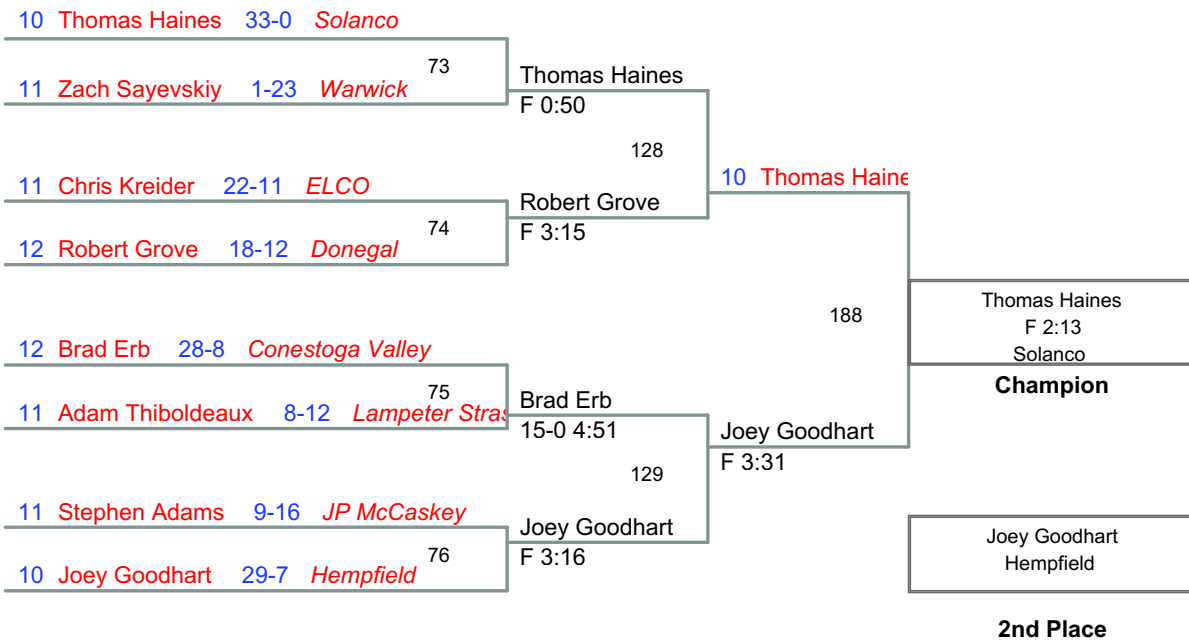 10 Thomas Haines 33-0 Solanco
73
11 Zach Sayevskiy 1-23 Warwick
Thomas Haines
F 0:50
128
11 Chris Kreider 22-11 ELCO
74
12 Robert Grove 18-12 Donegal
Robert Grove
F 3:15
10 Thomas Haine
188
12 Brad Erb 28-8 Conestoga Valley
75
11 Adam Thiboldeaux 8-12 Lampeter Stras
Brad Erb
15-0 4:51
129
11 Stephen Adams 9-16 JP McCaskey
76
10 Joey Goodhart 29-7 Hempfield
Joey Goodhart
F 3:16
Joey Goodhart
F 3:31
Thomas Haines
F 2:13
Solanco
Champion
Joey Goodhart
Hempfield
2nd Place